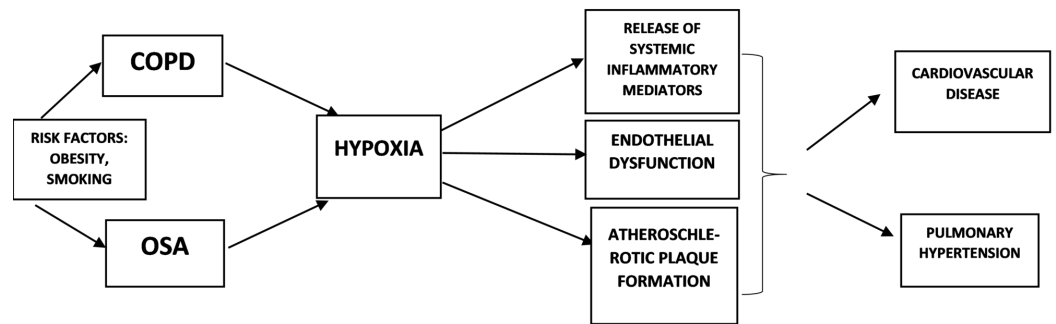 COPD
RISK FACTORS:
OBESITY,
SMOKING
OSA
HYPOXIA
RELEASE OF
SYSTEMIC
INFLAMMATORY
MEDIATORS
ENDOTHELIAL
DYSFUNCTION
ATHEROSCHLE-
ROTIC PLAQUE
FORMATION
CARDIOVASCULAR
DISEASE
PULMONARY
HYPERTENSION